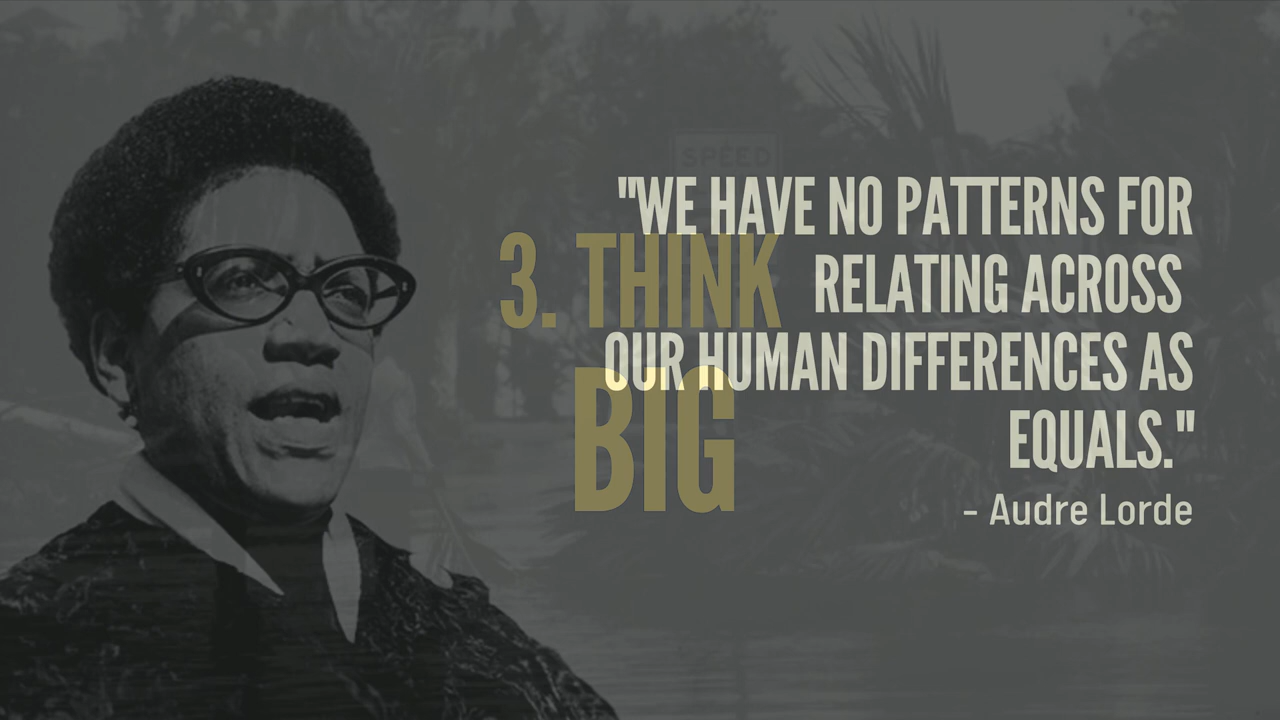 SPEED
"WE HAVE NO PATTERNS FOR
RELATING ACROSS
OUR HUMAN DIFFERENCES AS
EQUALS."
- Audre Lorde
3. THINK
BIG